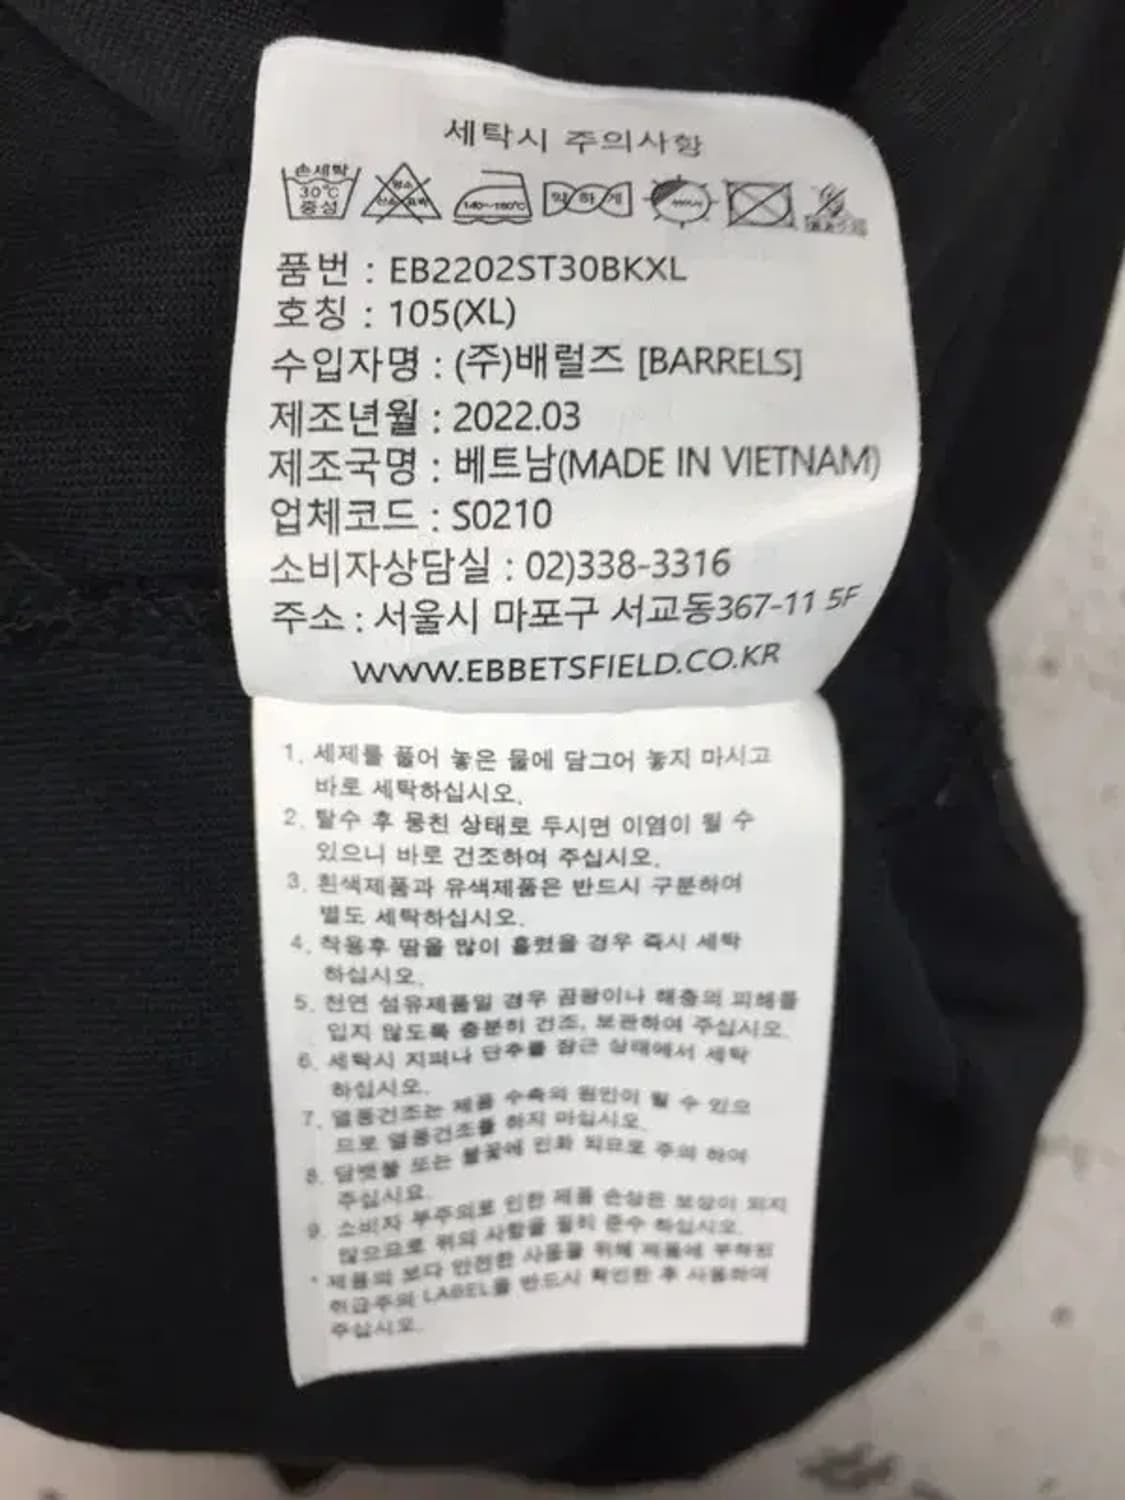 세탁시 주의사항
손세탁
30℃
중성
염소
산소 표백
140~160℃
약하게
품번 : EB2202ST30BKXL
호칭 : 105(XL)
수입자명 : (주)배럴즈 [BARRELS]
제조년월 : 2022.03
제조국명 : 베트남(MADE IN VIETNAM)
업체코드 : S0210
소비자상담실 : 02)338-3316
주소 : 서울시 마포구 서교동367-11 5F
WWW.EBBETSFIELD.CO.KR
1. 세제를 풀어 놓은 물에 담그어 놓지 마시고
바로 세탁하십시오.
2. 탈수 후 뭉친 상태로 두시면 이염이 될 수
있으니 바로 건조하여 주십시오.
3. 흰색제품과 유색제품은 반드시 구분하여
별도 세탁하십시오.
4. 착용후 땀을 많이 흘렸을 경우 즉시 세탁
하십시오.
5. 천연 섬유제품일 경우 곰팡이나 해충의 피해를
입지 않도록 충분히 건조, 보관하여 주십시오.
6. 세탁시 지퍼나 단추를 잠근 상태에서 세탁
하십시오.
7. 열풍건조는 제품 수축의 원인이 될 수 있으
므로 열풍건조를 하지 마십시오.
8. 담뱃불 또는 불꽃에 인화 되므로 주의 하여
주십시요.
9. 소비자 부주의로 인한 제품 손상은 보상이 되지
않으므로 위의 사항을 필히 준수 하십시오.
* 제품의 보다 안전한 사용을 위해 제품에 부착된
취급주의 LABEL을 반드시 확인한 후 사용하여
주십시오.